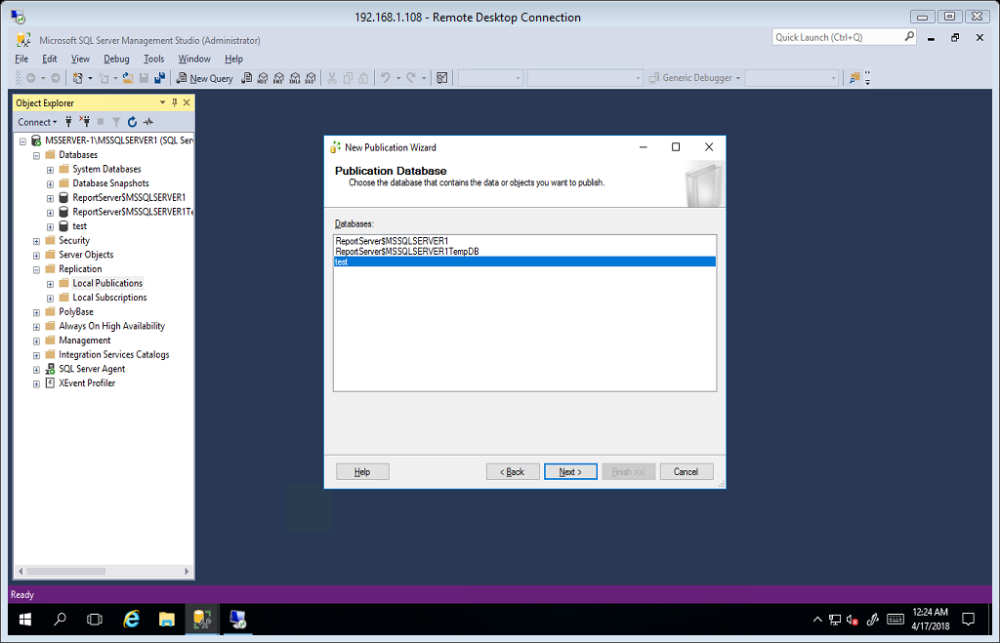 192.168.1.108 - Remote Desktop Connection
Microsoft SQL Server Management Studio (Administrator)
Quick Launch (Ctrl+Q)
File Edit View Debug Tools Window Help
New Query
MDX DMX XMLA DAX
Generic Debugger
Object Explorer
Connect
MSSERVER-1\MSSQLSERVER1 (SQL Ser
Databases
System Databases
Database Snapshots
ReportServer$MSSQLSERVER1
ReportServer$MSSQLSERVER1Te
test
Security
Server Objects
Replication
Local Publications
Local Subscriptions
PolyBase
Always On High Availability
Management
Integration Services Catalogs
SQL Server Agent
XEvent Profiler
New Publication Wizard
Publication Database
Choose the database that contains the data or objects you want to publish.
Databases:
ReportServer$MSSQLSERVER1
ReportServer$MSSQLSERVER1TempDB
test
Help < Back Next > Finish >>| Cancel
Ready
12:24 AM
4/17/2018